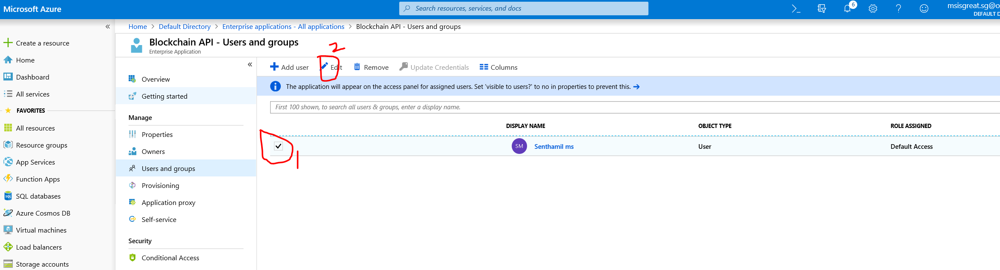 Microsoft Azure
Search resources, services, and docs
6
msisgreat.sg@o
DEFAULT D
Home > Default Directory > Enterprise applications - All applications > Blockchain API - Users and groups
Create a resource
Home
Dashboard
All services
FAVORITES
All resources
Resource groups
App Services
Function Apps
SQL databases
Azure Cosmos DB
Virtual machines
Load balancers
Storage accounts
Blockchain API - Users and groups
Enterprise Application
2
Overview
Getting started
Manage
Properties
Owners
Users and groups
Provisioning
Application proxy
Self-service
Security
Conditional Access
Add user Edit Remove Update Credentials Columns
The application will appear on the access panel for assigned users. Set 'visible to users?' to no in properties to prevent this.
First 100 shown, to search all users & groups, enter a display name.
DISPLAY NAME OBJECT TYPE ROLE ASSIGNED
SM Senthamil ms User Default Access
1